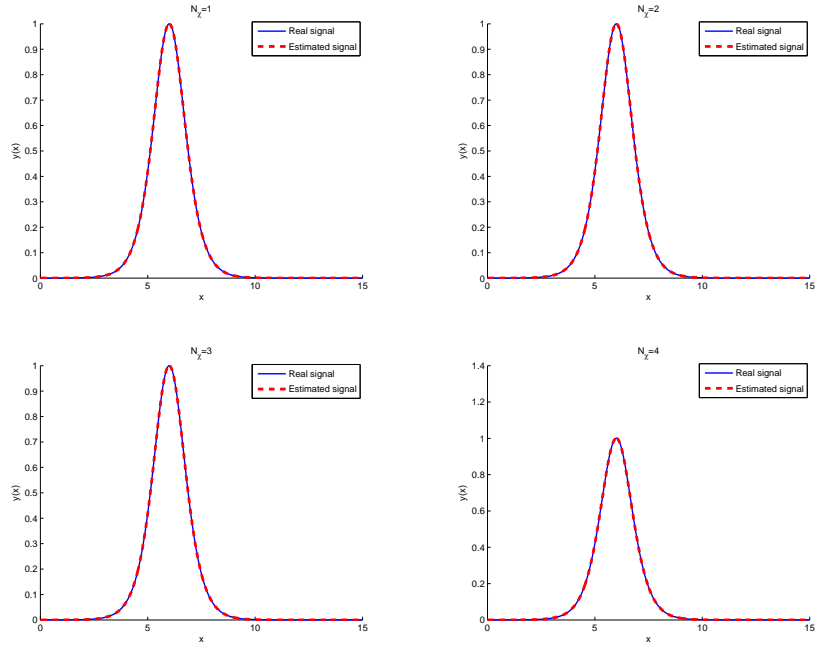 N_χ=1
Real signal
Estimated signal
1
0.9
0.8
0.7
0.6
0.5
0.4
0.3
0.2
0.1
0
y(x)
0 5 10 15
x
N_χ=2
Real signal
Estimated signal
1
0.9
0.8
0.7
0.6
0.5
0.4
0.3
0.2
0.1
0
y(x)
0 5 10 15
x
N_χ=3
Real signal
Estimated signal
1
0.9
0.8
0.7
0.6
0.5
0.4
0.3
0.2
0.1
0
y(x)
0 5 10 15
x
N_χ=4
Real signal
Estimated signal
1.4
1.2
1
0.8
0.6
0.4
0.2
0
y(x)
0 5 10 15
x